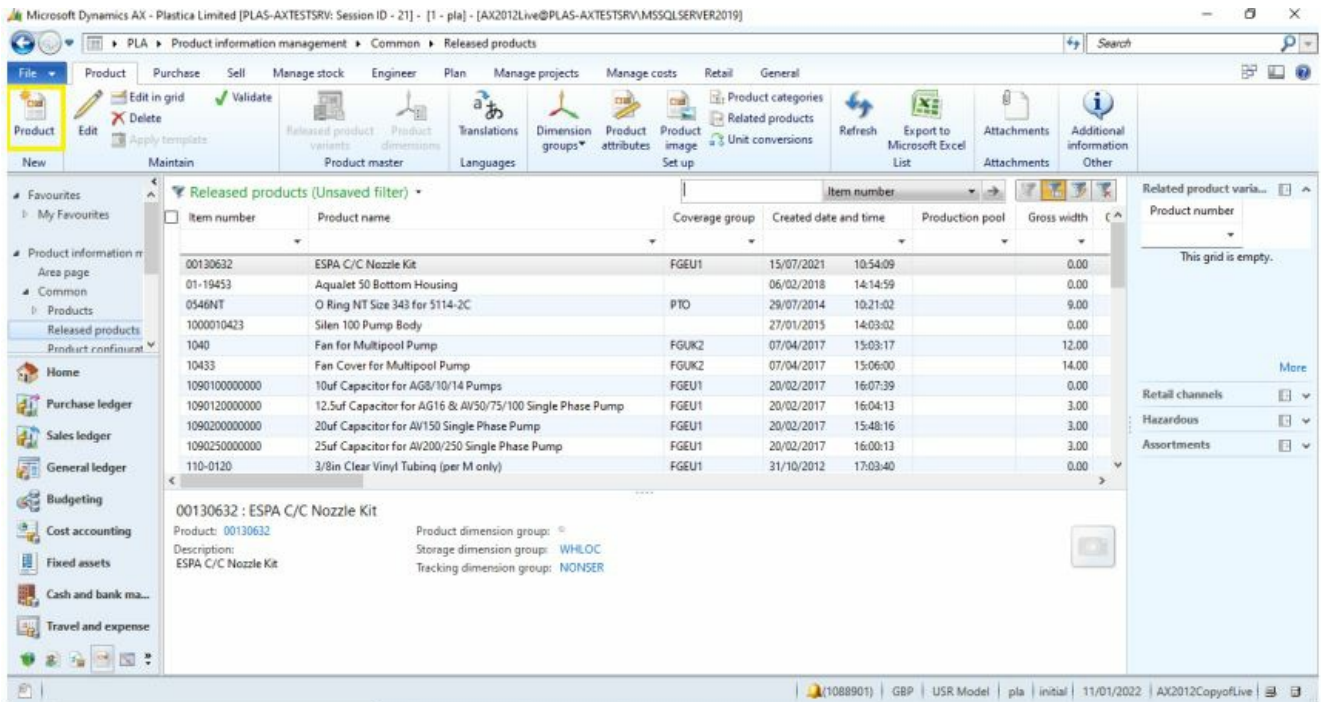 Microsoft Dynamics AX - Plastica Limited [PLAS-AXTESTSRV: Session ID - 21] - [1 - pla] - [AX2012Live@PLAS-AXTESTSRV\MSSQLSERVER2019]
PLA Product information management Common Released products Search
File Product Purchase Sell Manage stock Engineer Plan Manage projects Manage costs Retail General
Product
New
Edit
Edit in grid
Delete
Apply template
Validate
Maintain
Released product variants
Product dimensions
Product master
Translations
Languages
Dimension groups
Product attributes
Product image
Product categories
Related products
Unit conversions
Set up
Refresh
Export to Microsoft Excel
List
Attachments
Attachments
Additional information
Other
Favourites
My Favourites
Product information m
Area page
Common
Products
Released products
Product configurat
Home
Purchase ledger
Sales ledger
General ledger
Budgeting
Cost accounting
Fixed assets
Cash and bank ma...
Travel and expense
Released products (Unsaved filter) Item number
Item number Product name Coverage group Created date and time Production pool Gross width
00130632 ESPA C/C Nozzle Kit FGEU1 15/07/2021 10:54:09 0.00
01-19453 AquaJet 50 Bottom Housing 06/02/2018 14:14:59 0.00
0546NT O Ring NT Size 343 for 5114-2C PTO 29/07/2014 10:21:02 9.00
1000010423 Silen 100 Pump Body 27/01/2015 14:03:02 0.00
1040 Fan for Multipool Pump FGUK2 07/04/2017 15:03:17 12.00
10433 Fan Cover for Multipool Pump FGUK2 07/04/2017 15:06:00 14.00
1090100000000 10uf Capacitor for AG8/10/14 Pumps FGEU1 20/02/2017 16:07:39 0.00
1090120000000 12.5uf Capacitor for AG16 & AV50/75/100 Single Phase Pump FGEU1 20/02/2017 16:04:13 3.00
1090200000000 20uf Capacitor for AV150 Single Phase Pump FGEU1 20/02/2017 15:48:16 3.00
1090250000000 25uf Capacitor for AV200/250 Single Phase Pump FGEU1 20/02/2017 16:00:13 3.00
110-0120 3/8in Clear Vinyl Tubing (per M only) FGEU1 31/10/2012 17:03:40 0.00
00130632 : ESPA C/C Nozzle Kit
Product: 00130632 Product dimension group:
Description: Storage dimension group: WHLOC
ESPA C/C Nozzle Kit Tracking dimension group: NONSER
Related product varia...
Product number
This grid is empty.
More
Retail channels
Hazardous
Assortments
(1088901) GBP USR Model pla initial 11/01/2022 AX2012CopyofLive